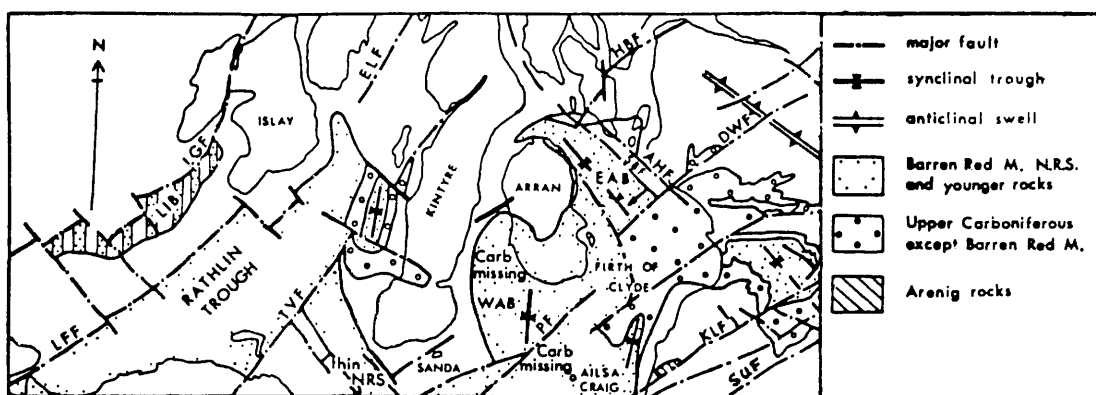 N
ISLAY
ELF
HBF
LGF
LIB
KINTYRE
ARRAN
EAB
PF
AHF
DWF
RATHLIN
TROUGH
Carb
missing
WAB
FIRTH OF
CLYDE
LFF
TVF
PF
KLF
thin
NRS
SANDA
Carb
missing
AILSA
CRAIG
SUF
major fault
synclinal trough
anticlinal swell
Barren Red M. N.R.S.
and younger rocks
Upper Carboniferous
except Barren Red M.
Arenig rocks